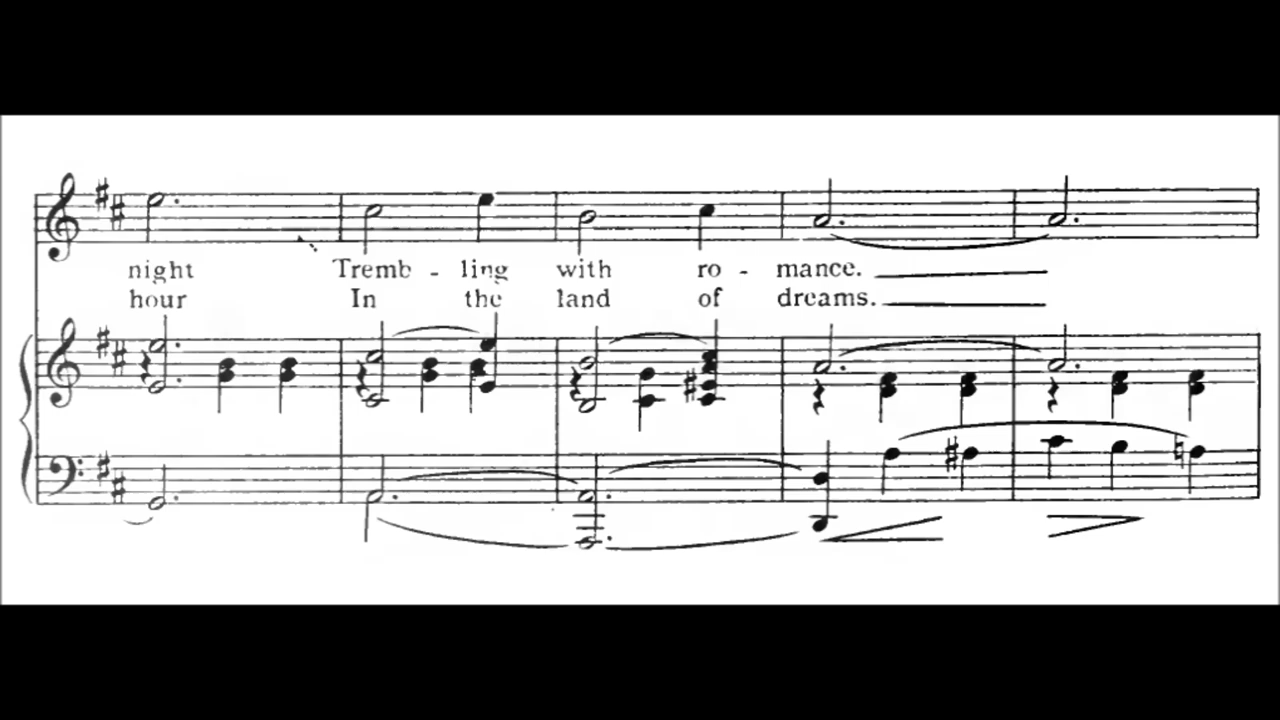 night Tremb - ling with ro - mance.
hour In the land of dreams.